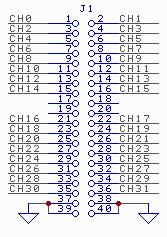 J1
CH0 1 2 CH1
CH2 3 4 CH3
CH4 5 6 CH5
CH6 7 8 CH7
CH8 9 10 CH9
CH10 11 12 CH11
CH12 13 14 CH13
CH14 15 16 CH15
17 18
19 20
CH16 21 22 CH17
CH18 23 24 CH19
CH20 25 26 CH21
CH22 27 28 CH23
CH24 29 30 CH25
CH26 31 32 CH27
CH28 33 34 CH29
CH30 35 36 CH31
37 38
39 40